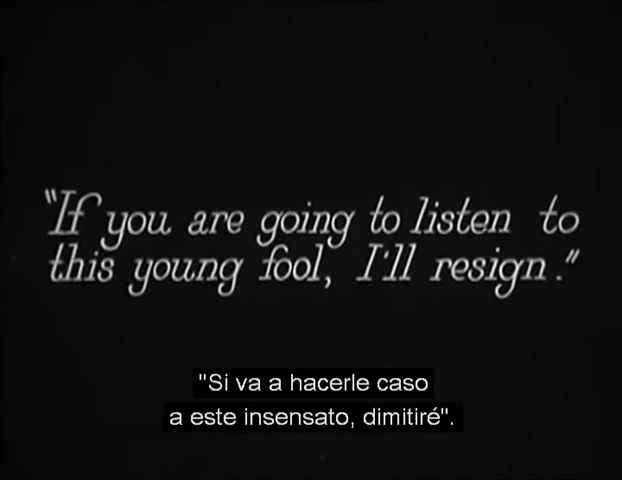 "If you are going to listen to
this young fool, I'll resign."
"Si va a hacerle caso
a este insensato, dimitiré".